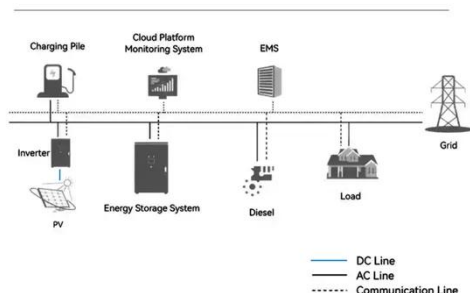 Charging Pile
Cloud Platform
Monitoring System
EMS
Grid
Inverter
PV
Energy Storage System
Diesel
Load
DC Line
AC Line
Communication Line